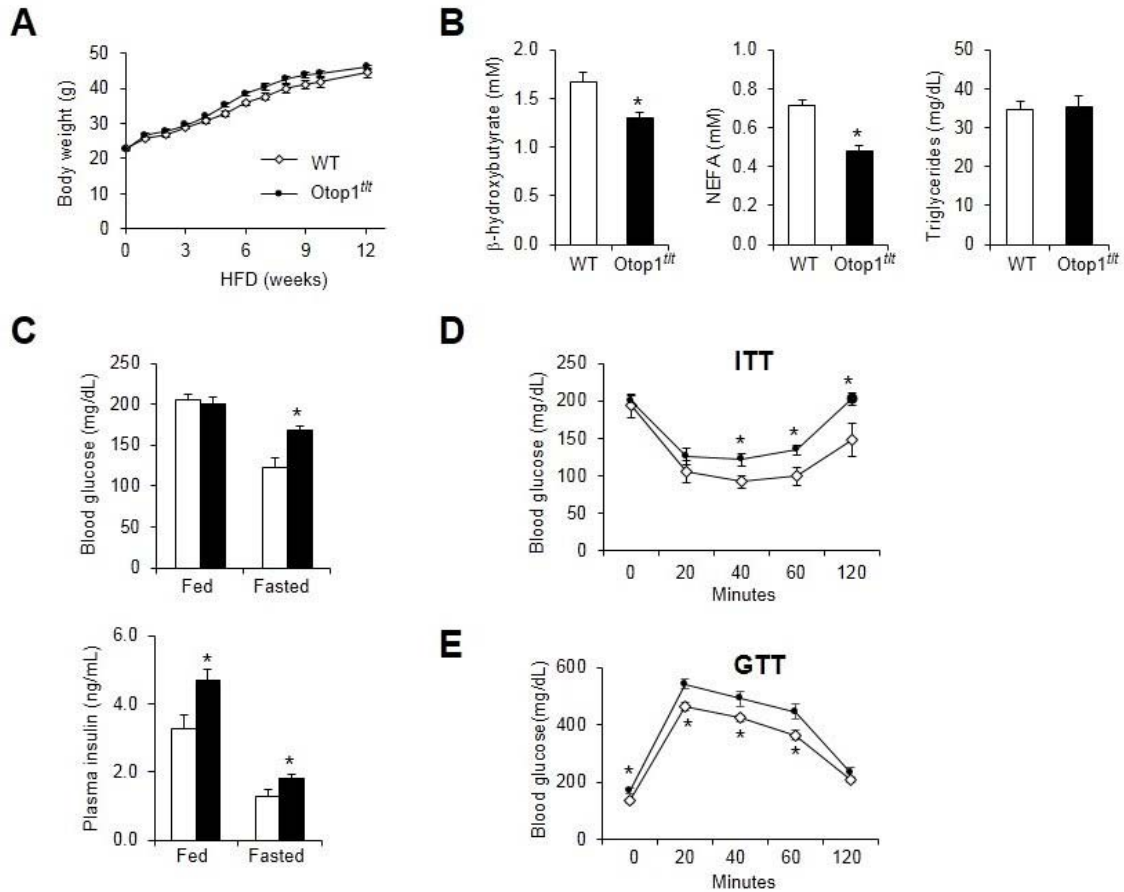 A
Body weight (g)
50
40
30
20
10
0
0 3 6 9 12
HFD (weeks)
WT
Otop1tlt
B
β-hydroxybutyrate (mM)
2.0
1.5
1.0
0.5
0.0
*
WT Otop1tlt
NEFA (mM)
1.0
0.8
0.6
0.4
0.2
0.0
*
WT Otop1tlt
Triglycerides (mg/dL)
50
40
30
20
10
0
WT Otop1tlt
C
Blood glucose (mg/dL)
250
200
150
100
50
0
*
Fed Fasted
Plasma insulin (ng/mL)
6.0
4.0
2.0
0.0
* *
Fed Fasted
D
ITT
Blood glucose (mg/dL)
250
200
150
100
50
0
* * *
0 20 40 60 120
Minutes
E
GTT
Blood glucose(mg/dL)
600
400
200
0
* * * *
0 20 40 60 120
Minutes